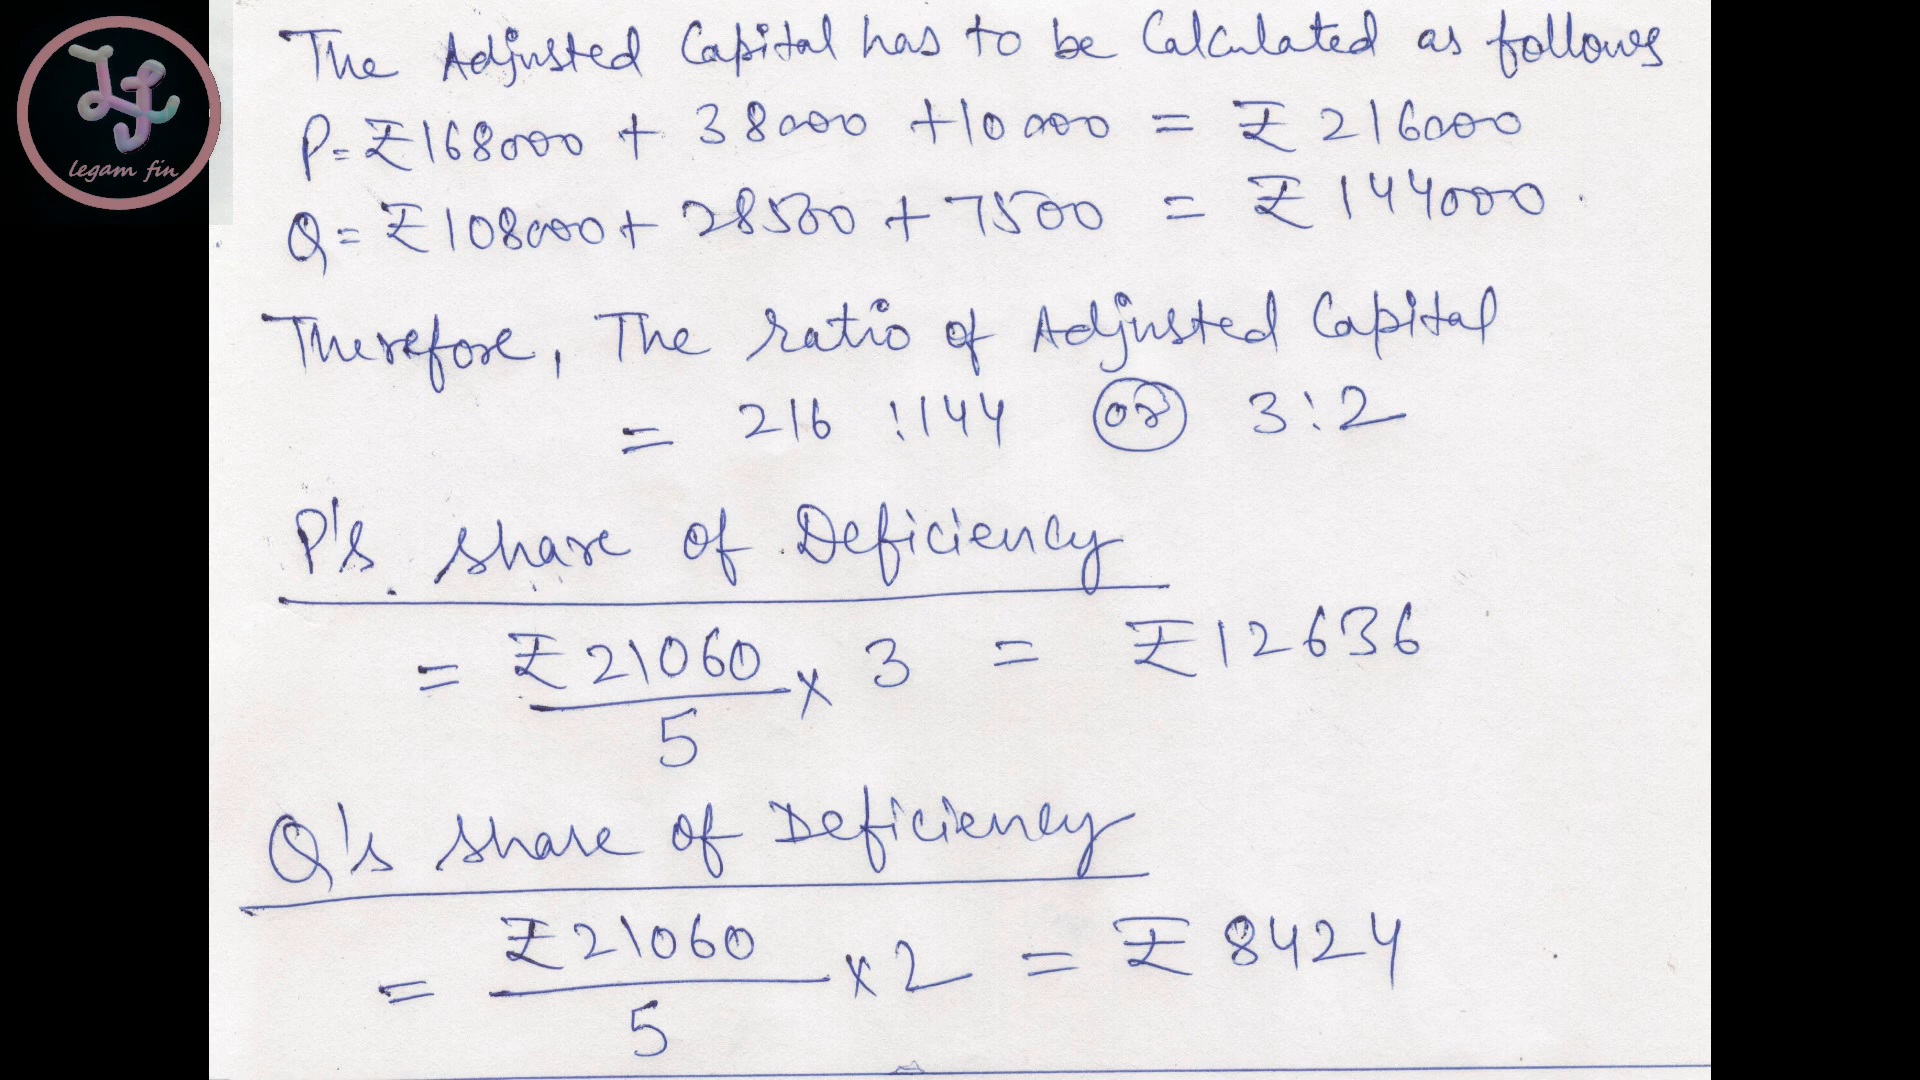 legam fin
The Adjusted Capital has to be Calculated as follows
P=₹168000 + 38000 +10000 = ₹ 216000
Q=₹108000+ 28500 + 7500 = ₹ 144000.
Therefore, The ratio of Adjusted Capital
= 216 :144 or 3:2
P's share of Deficiency
= ₹21060/5 x 3 = ₹12636
Q's share of Deficiency
= ₹21060/5 x2 = ₹8424